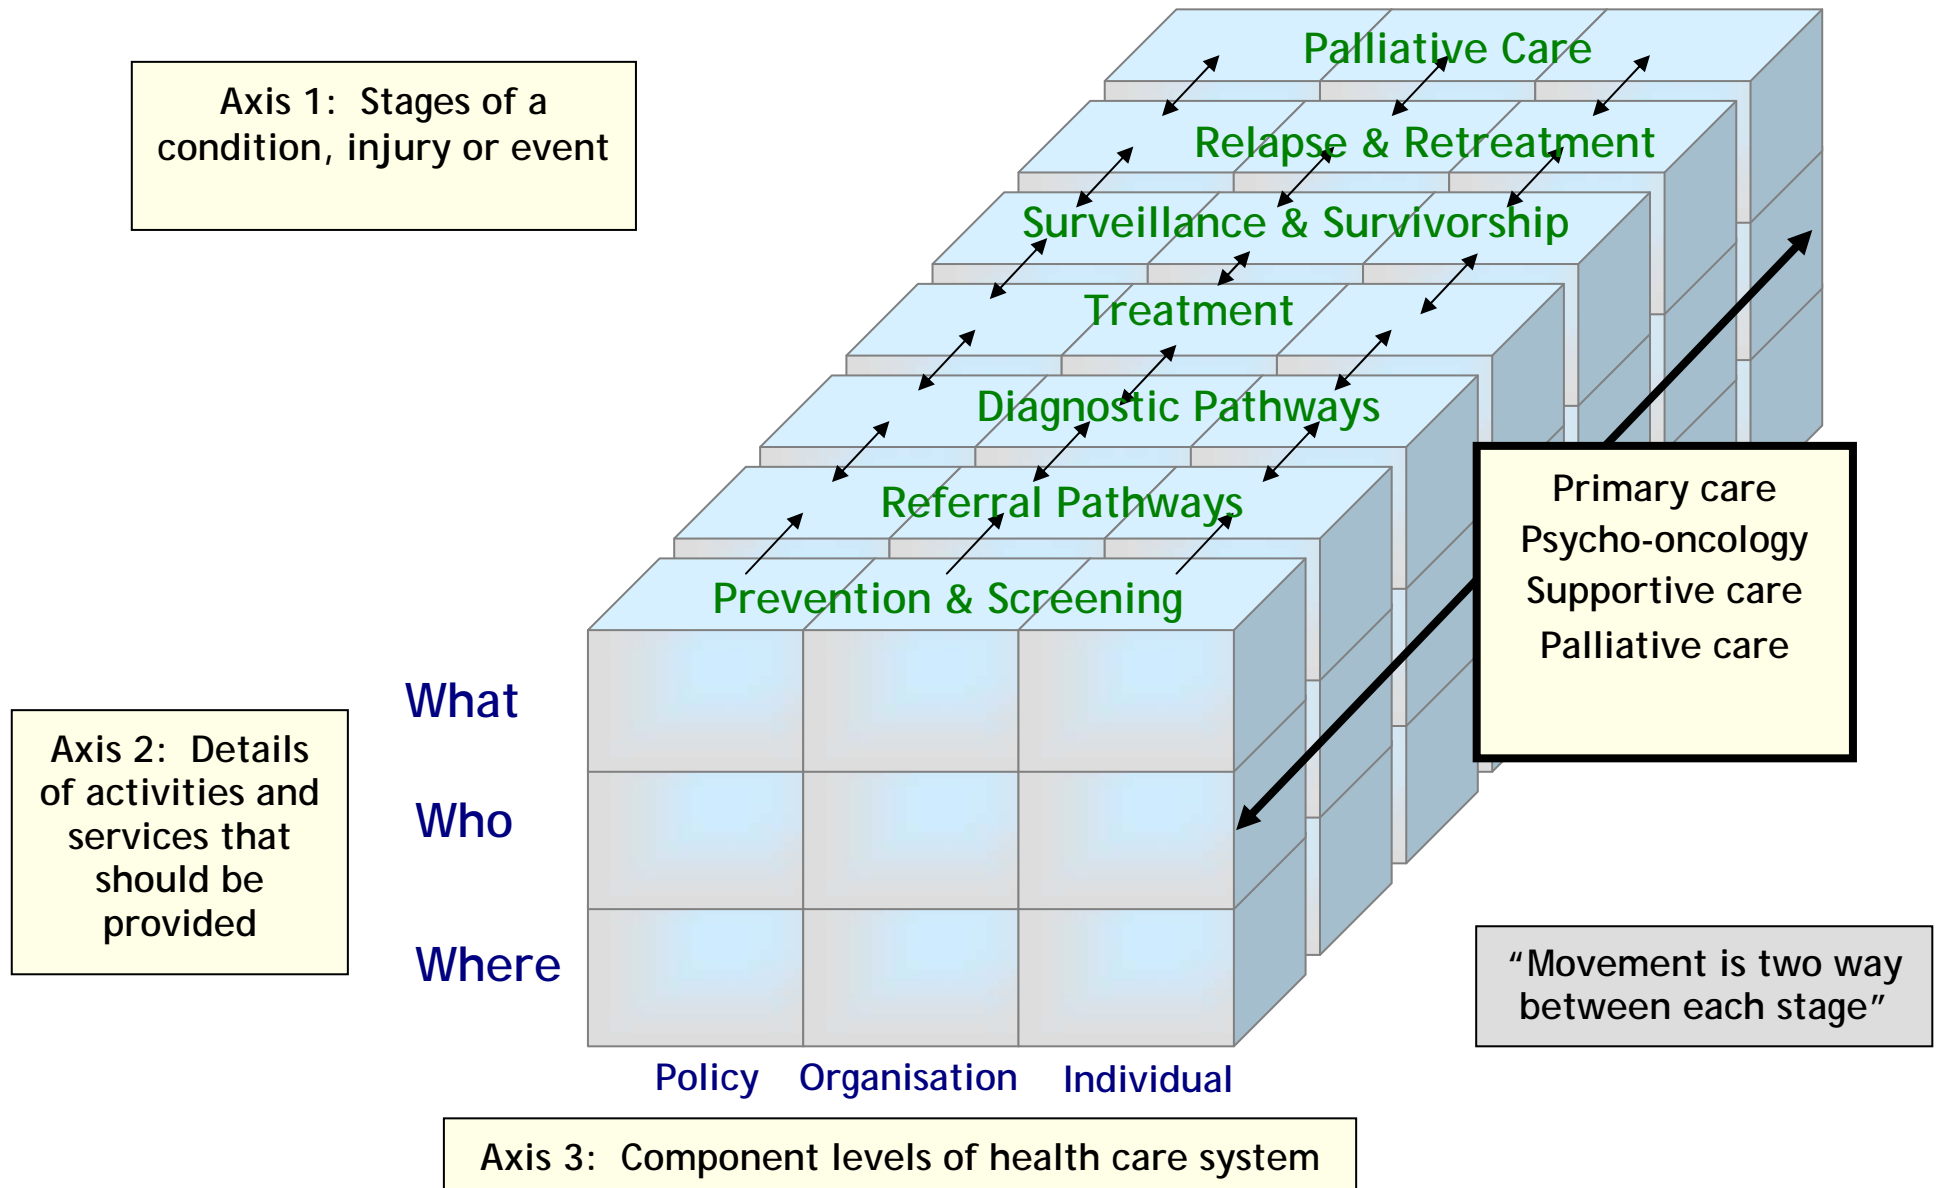 Palliative Care
Axis 1: Stages of a
condition, injury or event
Relapse & Retreatment
Surveillance & Survivorship
Treatment
Diagnostic Pathways
Referral Pathways
Prevention & Screening
Primary care
Psycho-oncology
Supportive care
Palliative care
What
Who
Where
Axis 2: Details
of activities and
services that
should be
provided
"Movement is two way
between each stage"
Policy Organisation Individual
Axis 3: Component levels of health care system